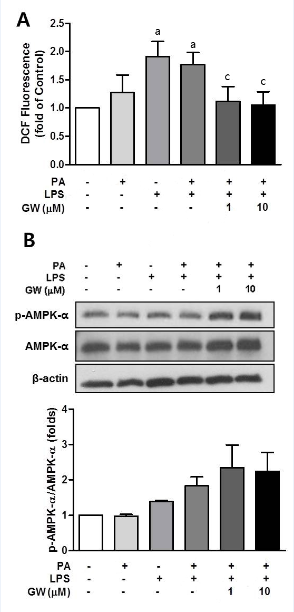 A
DCF Fluorescence
(fold of Control)
2.5
2.0
1.5
1.0
0.5
0.0
a
a
c
c
PA - + - + + +
LPS - - + + + +
GW (μM) - - - - 1 10
B
PA - + - + + +
LPS - - + + + +
GW (μM) - - - - 1 10
p-AMPK-α
AMPK-α
β-actin
p-AMPK-α/AMPK-α (folds)
4
3
2
1
0
PA - + - + + +
LPS - - + + + +
GW (μM) - - - - 1 10